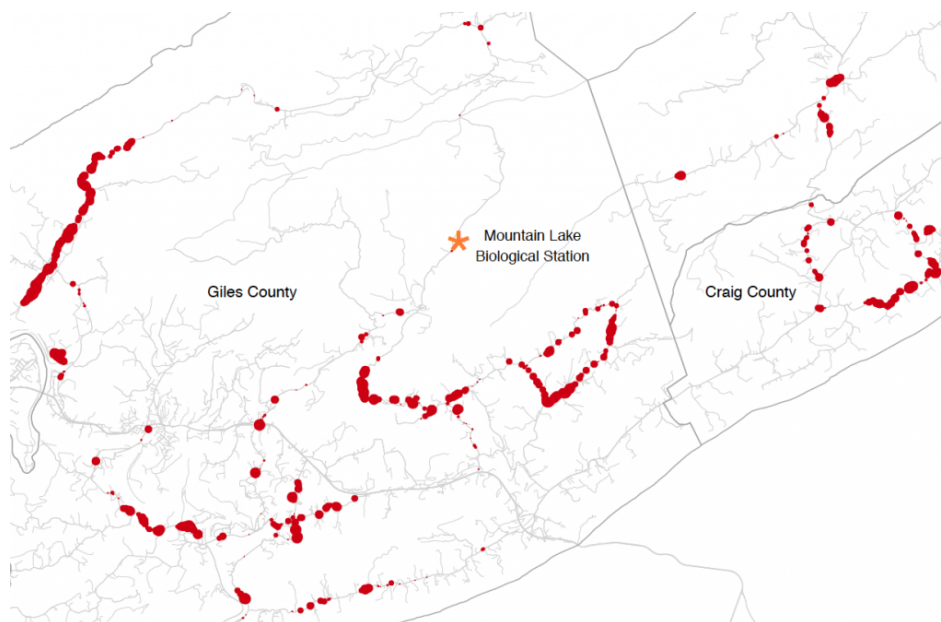 Mountain Lake
Biological Station
Giles County
Craig County